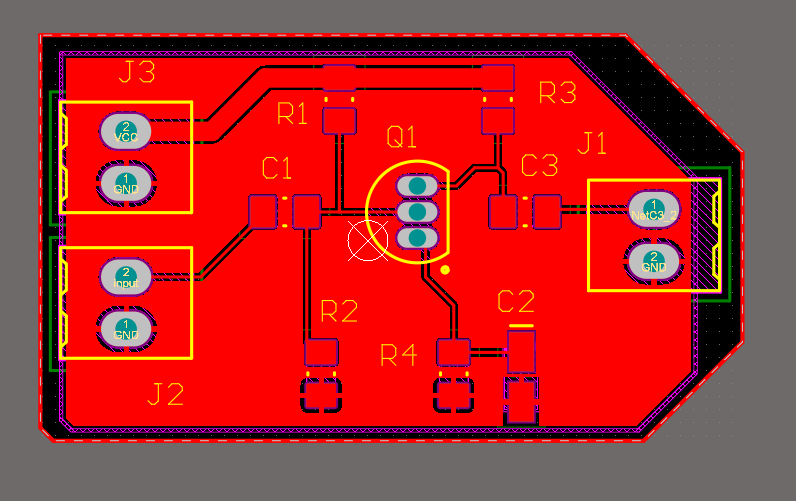 J3
R3
R1
Q1
J1
2
VCC
C1
C3
1
GND
1
NetC3_2
2
GND
2
Input
R2
C2
1
GND
R4
J2